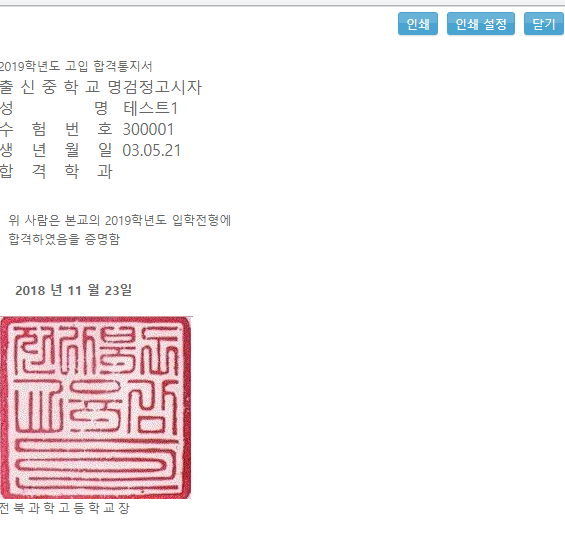 인쇄 인쇄 설정 닫기
2019학년도 고입 합격통지서
출 신 중 학 교 명검정고시자
성 명 테스트1
수 험 번 호 300001
생 년 월 일 03.05.21
합 격 학 과
위 사람은 본교의 2019학년도 입학전형에
합격하였음을 증명함
2018 년 11 월 23일
전 북 과 학 고 등 학 교 장